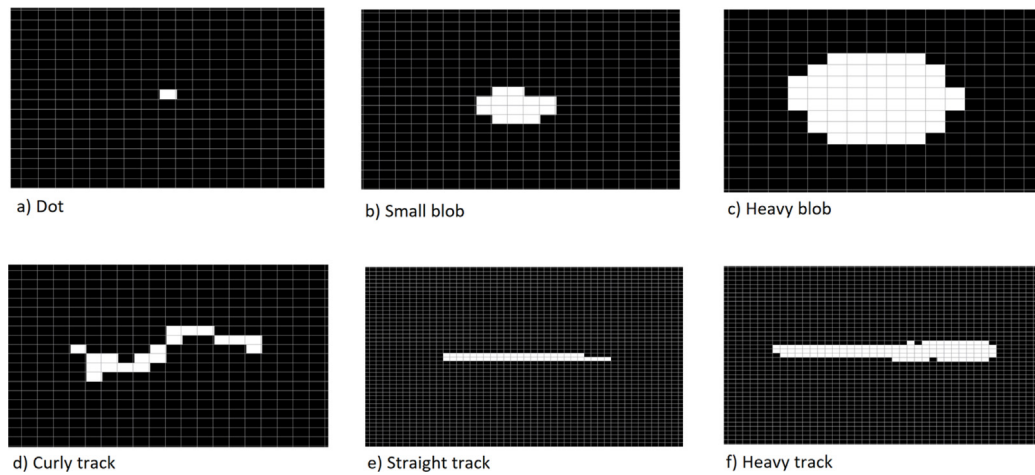 a) Dot
b) Small blob
c) Heavy blob
d) Curly track
e) Straight track
f) Heavy track